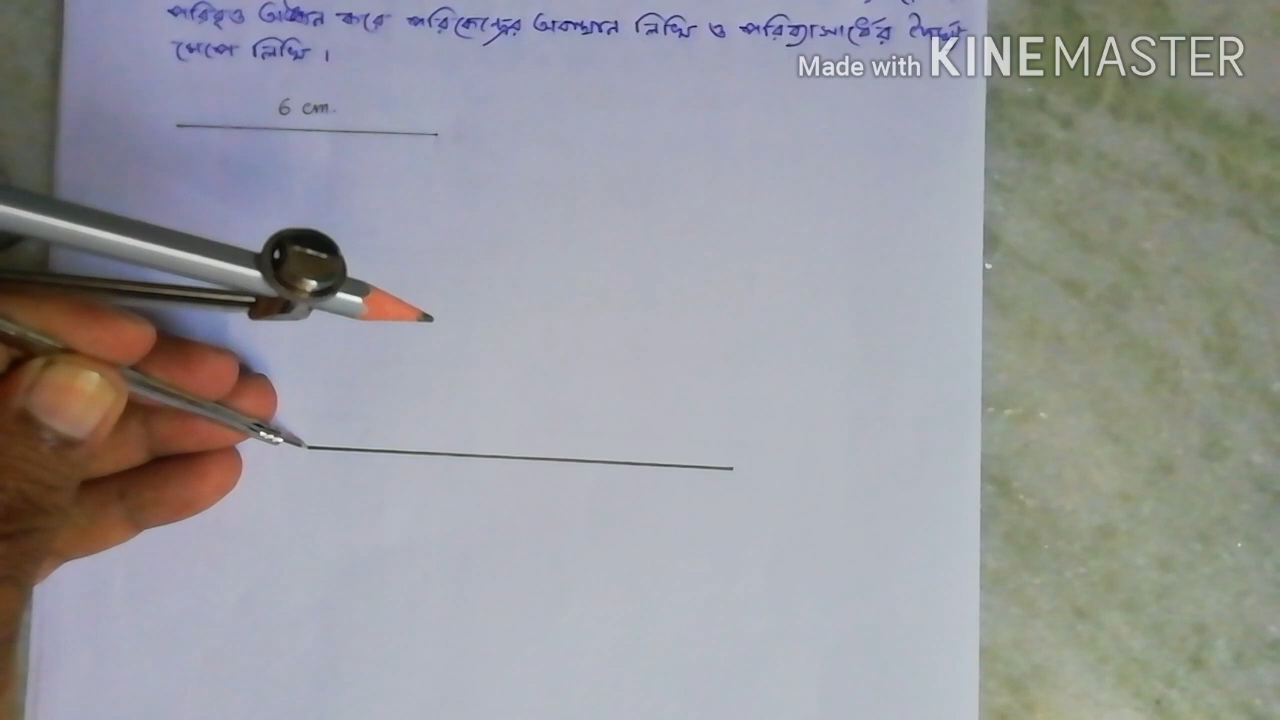 পরিবৃত্ত অঙ্কন করে পরিকেন্দ্রের অবস্থান লিখি ও পরিব্যাসার্ধের দৈর্ঘ্য
মেপে লিখি ।
Made with KINEMASTER
6 cm.